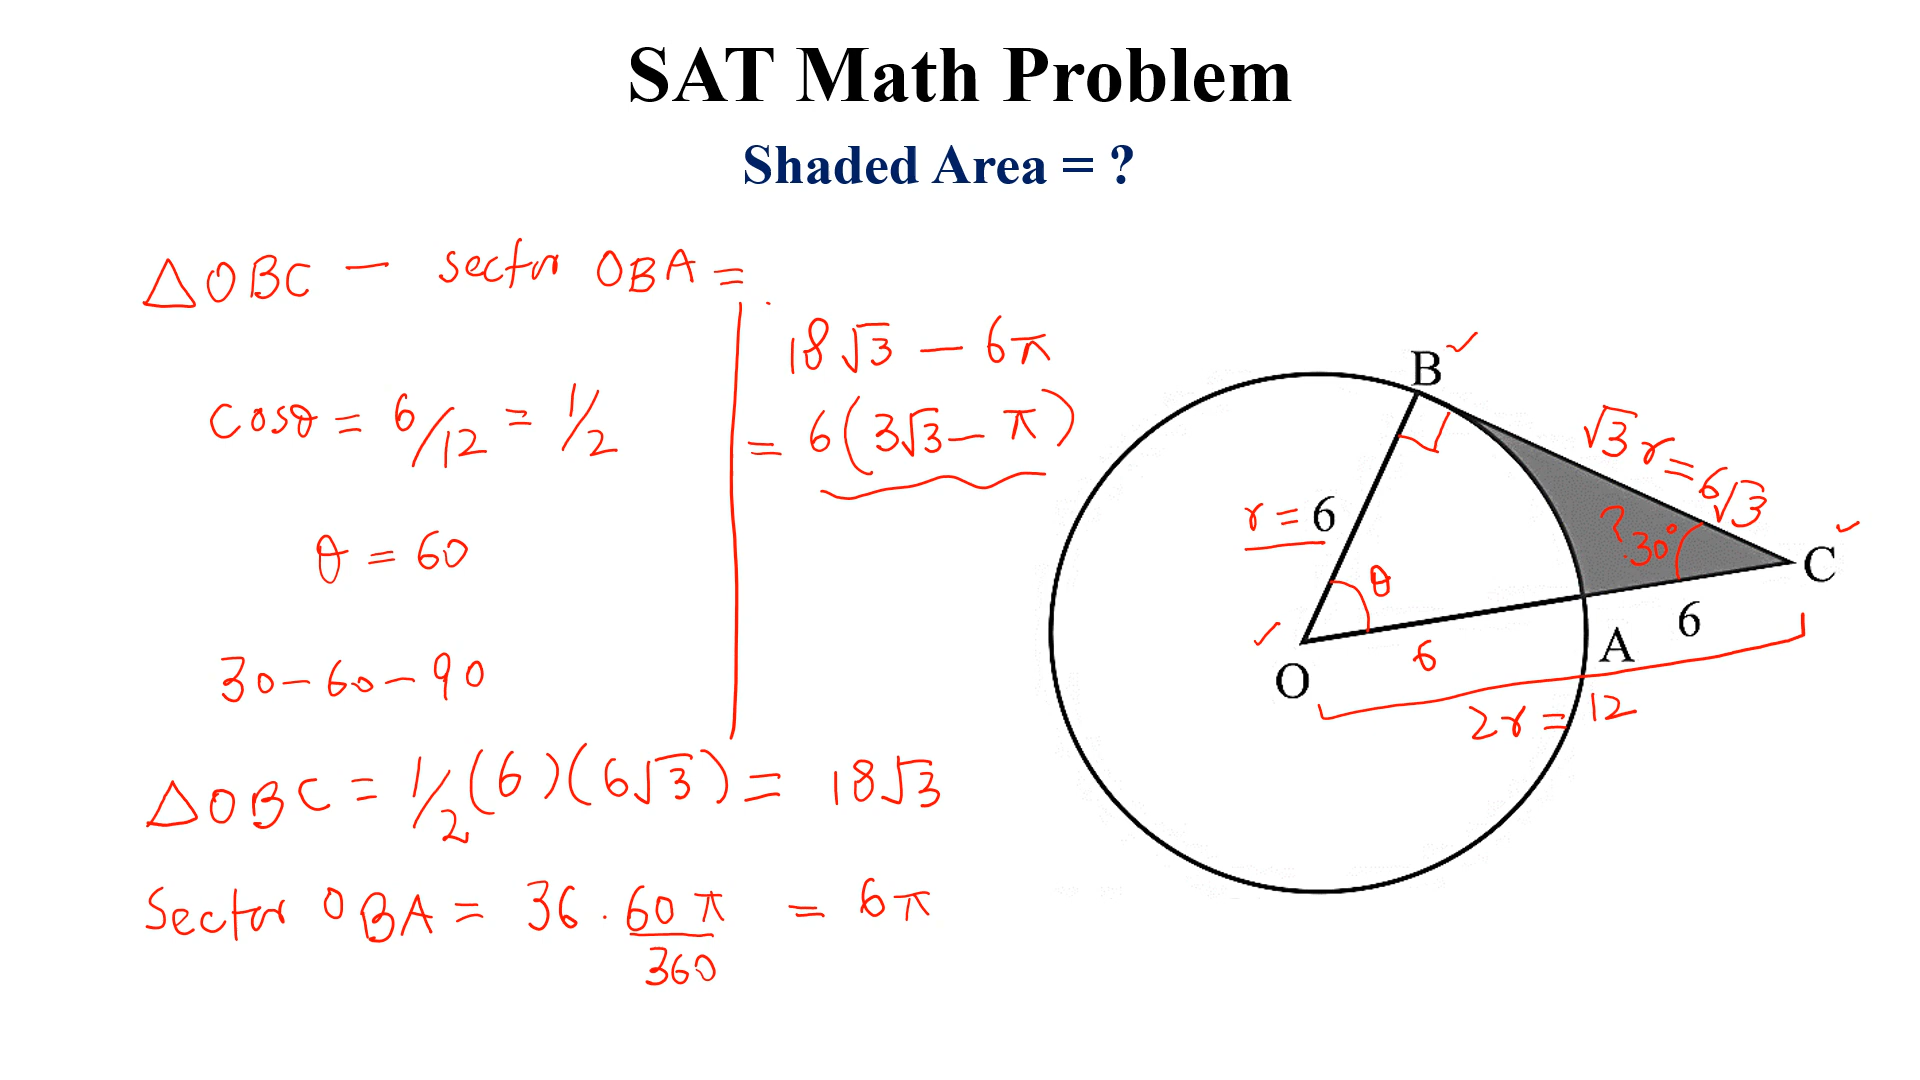 SAT Math Problem
Shaded Area = ?
△OBC − sector OBA =
18√3 − 6π
= 6(3√3 − π)
cosθ = 6/12 = 1/2
θ = 60
30-60-90
△OBC = 1/2(6)(6√3) = 18√3
Sector OBA = 36 . 60π/360 = 6π
B
√3r = 6√3
r = 6
θ
? 30°
C
O
6
A
6
2r = 12